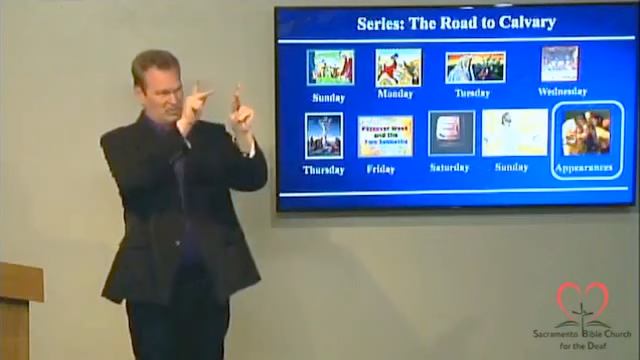 Series: The Road to Calvary
Sunday
Monday
Tuesday
Wednesday
Passover Week
and the
Two Sabbaths
Thursday
Friday
Saturday
Sunday
Appearances
Sacramento Bible Church
for the Deaf